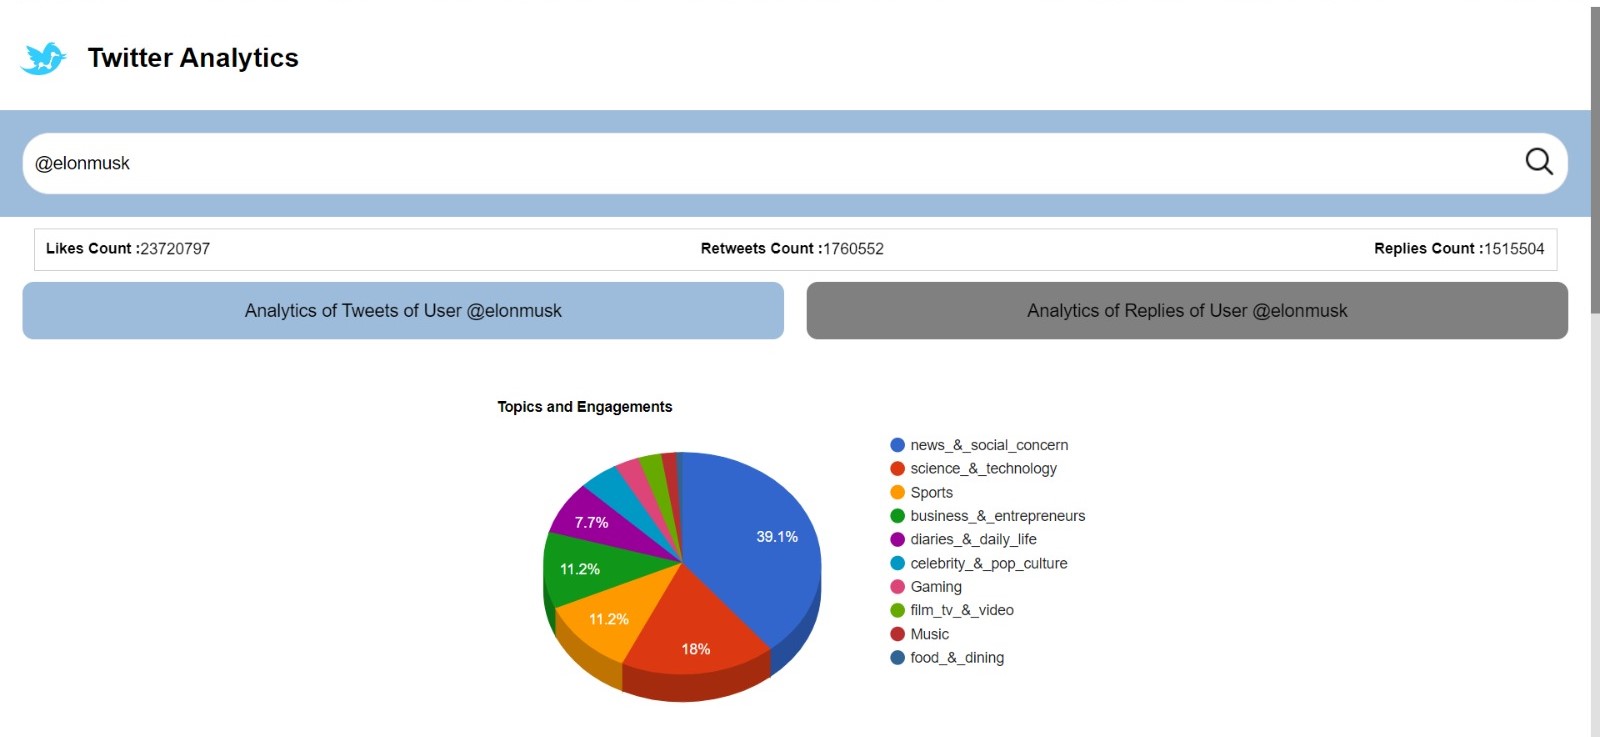 Twitter Analytics
@elonmusk
Likes Count :23720797 Retweets Count :1760552 Replies Count :1515504
Analytics of Tweets of User @elonmusk Analytics of Replies of User @elonmusk
Topics and Engagements
39.1%
18%
11.2%
11.2%
7.7%
news_&_social_concern
science_&_technology
Sports
business_&_entrepreneurs
diaries_&_daily_life
celebrity_&_pop_culture
Gaming
film_tv_&_video
Music
food_&_dining